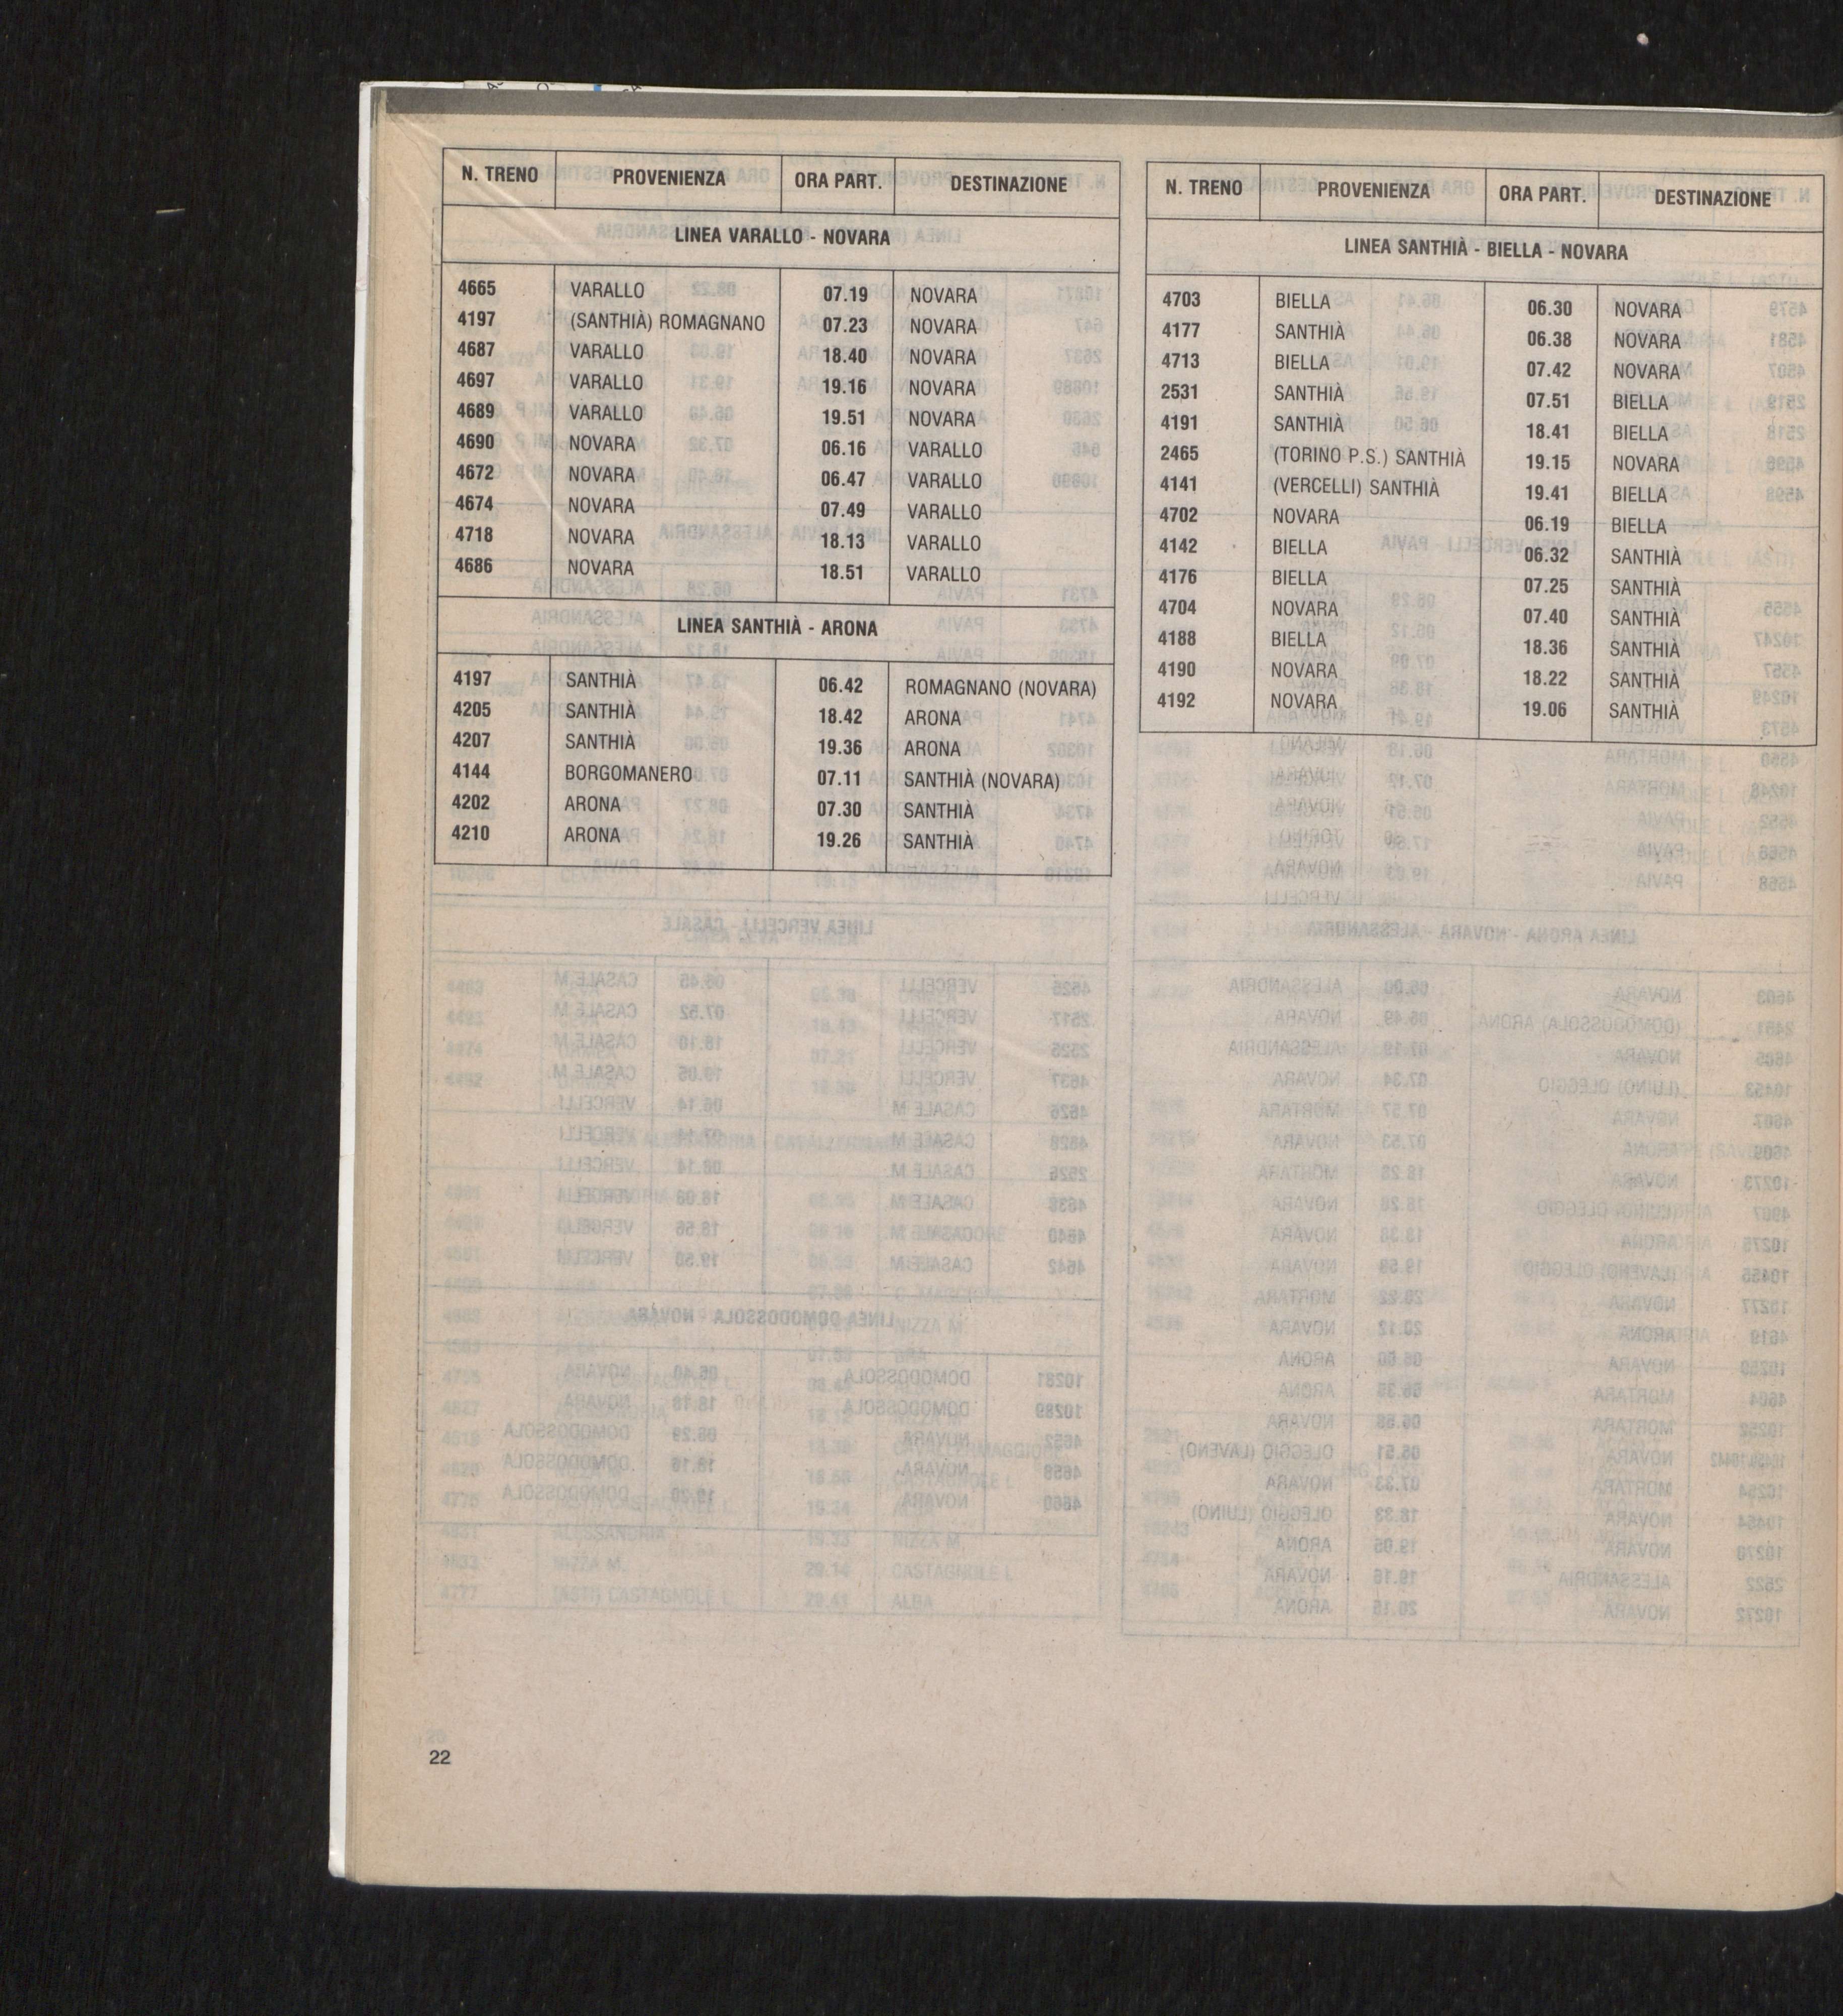 N. TRENO PROVENIENZA ORA PART. DESTINAZIONE
LINEA VARALLO - NOVARA
4665 VARALLO 07.19 NOVARA
4197 (SANTHIÀ) ROMAGNANO 07.23 NOVARA
4687 VARALLO 18.40 NOVARA
4697 VARALLO 19.16 NOVARA
4689 VARALLO 19.51 NOVARA
4690 NOVARA 06.16 VARALLO
4672 NOVARA 06.47 VARALLO
4674 NOVARA 07.49 VARALLO
4718 NOVARA 18.13 VARALLO
4686 NOVARA 18.51 VARALLO
LINEA SANTHIÀ - ARONA
4197 SANTHIÀ 06.42 ROMAGNANO (NOVARA)
4205 SANTHIÀ 18.42 ARONA
4207 SANTHIÀ 19.36 ARONA
4144 BORGOMANERO 07.11 SANTHIÀ (NOVARA)
4202 ARONA 07.30 SANTHIÀ
4210 ARONA 19.26 SANTHIÀ
N. TRENO PROVENIENZA ORA PART. DESTINAZIONE
LINEA SANTHIÀ - BIELLA - NOVARA
4703 BIELLA 06.30 NOVARA
4177 SANTHIÀ 06.38 NOVARA
4713 BIELLA 07.42 NOVARA
2531 SANTHIÀ 07.51 BIELLA
4191 SANTHIÀ 18.41 BIELLA
2465 (TORINO P.S.) SANTHIÀ 19.15 NOVARA
4141 (VERCELLI) SANTHIÀ 19.41 BIELLA
4702 NOVARA 06.19 BIELLA
4142 BIELLA 06.32 SANTHIÀ
4176 BIELLA 07.25 SANTHIÀ
4704 NOVARA 07.40 SANTHIÀ
4188 BIELLA 18.36 SANTHIÀ
4190 NOVARA 18.22 SANTHIÀ
4192 NOVARA 19.06 SANTHIÀ
22